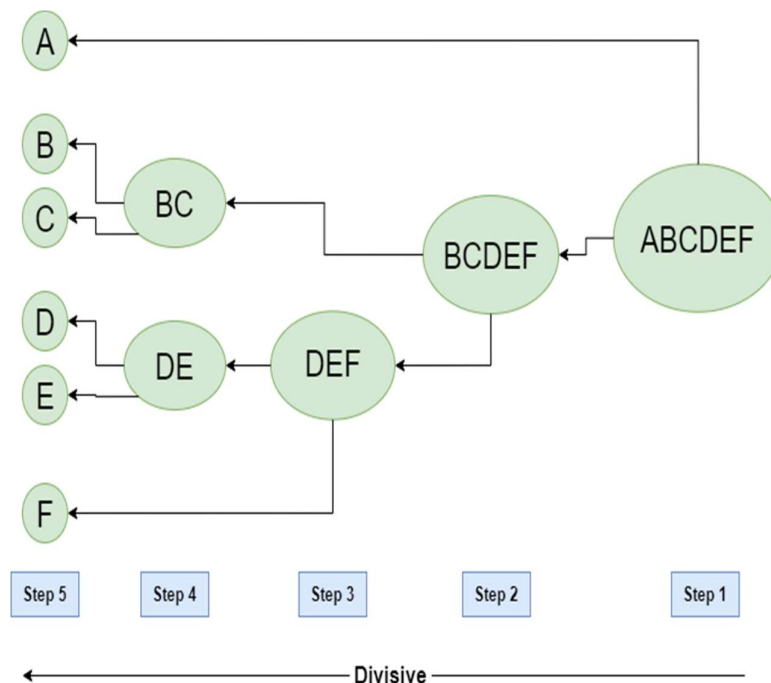 A
B
C
BC
BCDEF
ABCDEF
D
E
DE
DEF
F
Step 5
Step 4
Step 3
Step 2
Step 1
Divisive